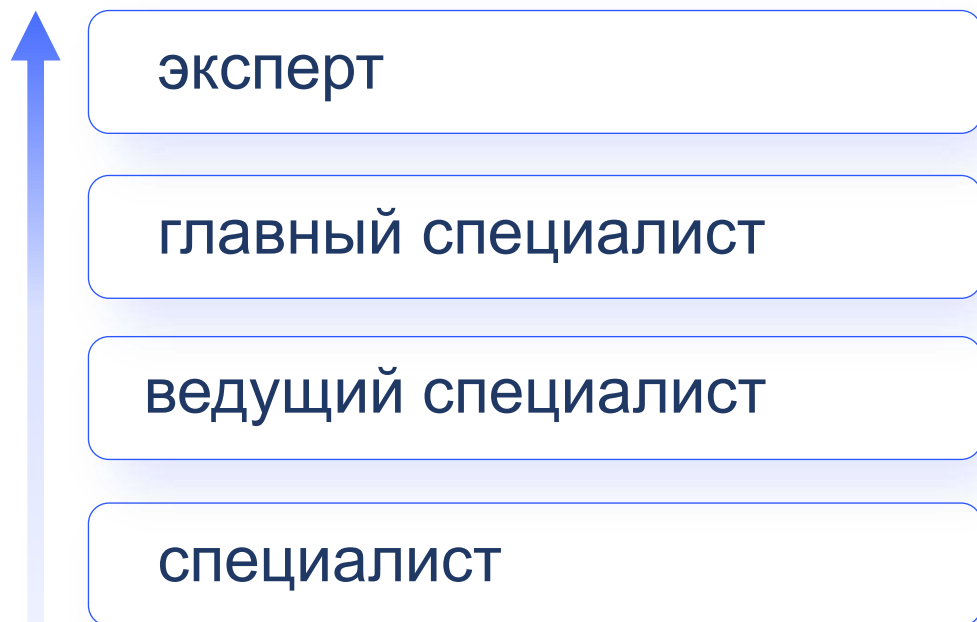 эксперт
главный специалист
ведущий специалист
специалист